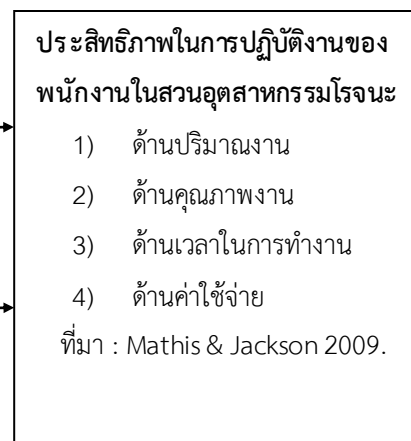 ประสิทธิภาพในการปฏิบัติงานของ
พนักงานในสวนอุตสาหกรรมโรจนะ
1) ด้านปริมาณงาน
2) ด้านคุณภาพงาน
3) ด้านเวลาในการทำงาน
4) ด้านค่าใช้จ่าย
ที่มา : Mathis & Jackson 2009.